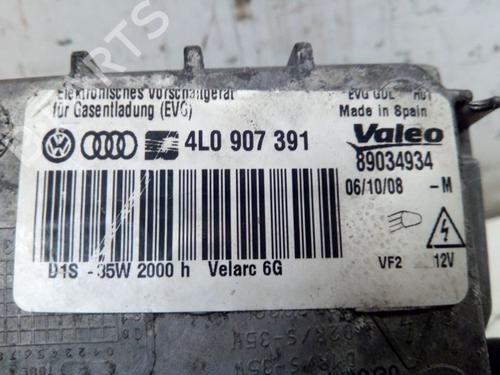 PARTS
Elektronisches Vorschaltgerät
für Gasentladung (EVG)
EVG GDL
Made in Spain
4L0 907 391
Valeo
89034934
06/10/08 -M
D1S - 35W 2000 h Velarc 6G
VF2 12V